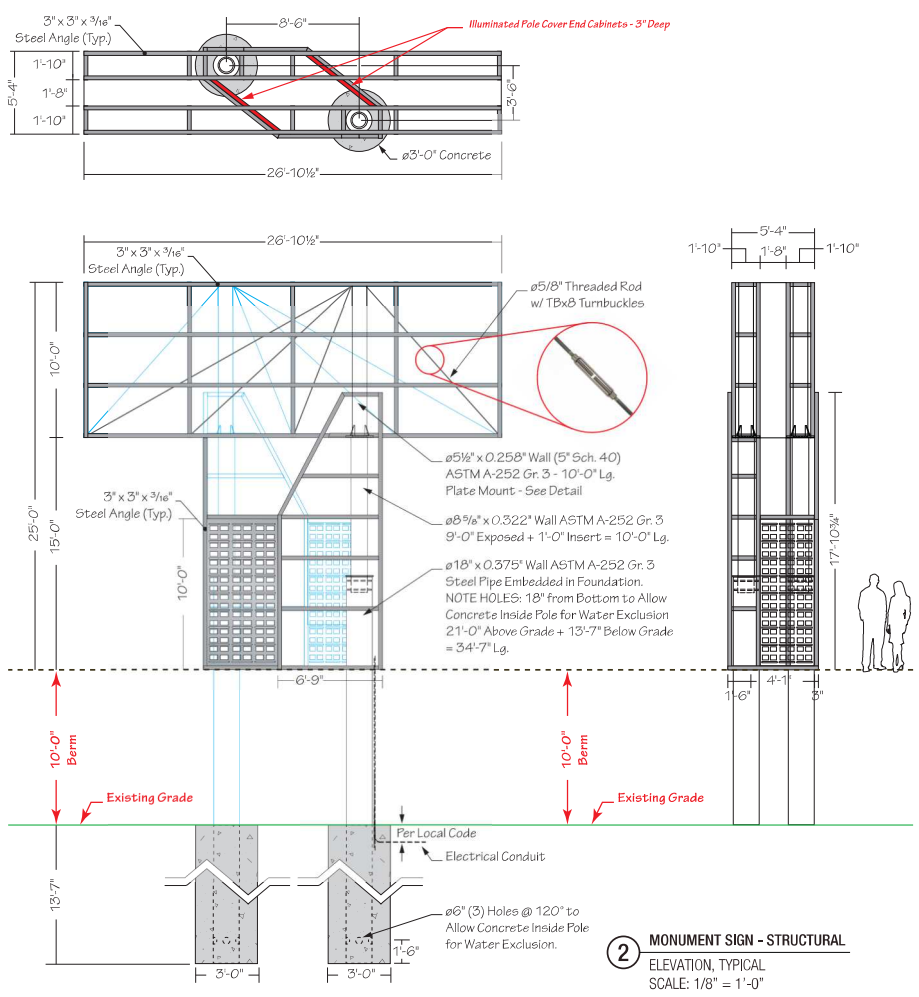 3" x 3" x 3/16"
Steel Angle (Typ.)
8'-6"
Illuminated Pole Cover End Cabinets - 3" Deep
5'-4"
1'-10"
1'-8"
1'-10"
3'-6"
ø3'-0" Concrete
26'-10½"
26'-10½"
3" x 3" x 3/16"
Steel Angle (Typ.)
5'-4"
1'-10"
1'-8"
1'-10"
ø5/8" Threaded Rod
w/ TBx8 Turnbuckles
10'-0"
25'-0"
15'-0"
ø5½" x 0.258" Wall (5" Sch. 40)
ASTM A-252 Gr. 3 - 10'-0" Lg.
Plate Mount - See Detail
3" x 3" x 3/16"
Steel Angle (Typ.)
ø8 5/8" x 0.322" Wall ASTM A-252 Gr. 3
9'-0" Exposed + 1'-0" Insert = 10'-0" Lg.
10'-0"
ø18" x 0.375" Wall ASTM A-252 Gr. 3
Steel Pipe Embedded in Foundation.
NOTE HOLES: 18" from Bottom to Allow
Concrete Inside Pole for Water Exclusion
21'-0" Above Grade + 13'-7" Below Grade
= 34'-7" Lg.
17'-10¾"
6'-9"
1'-6"
4'-1"
3"
10'-0"
Berm
10'-0"
Berm
Existing Grade
Existing Grade
Per Local Code
Electrical Conduit
13'-7"
ø6" (3) Holes @ 120° to
Allow Concrete Inside Pole
for Water Exclusion.
1'-6"
3'-0"
3'-0"
2
MONUMENT SIGN - STRUCTURAL
ELEVATION, TYPICAL
SCALE: 1/8" = 1'-0"